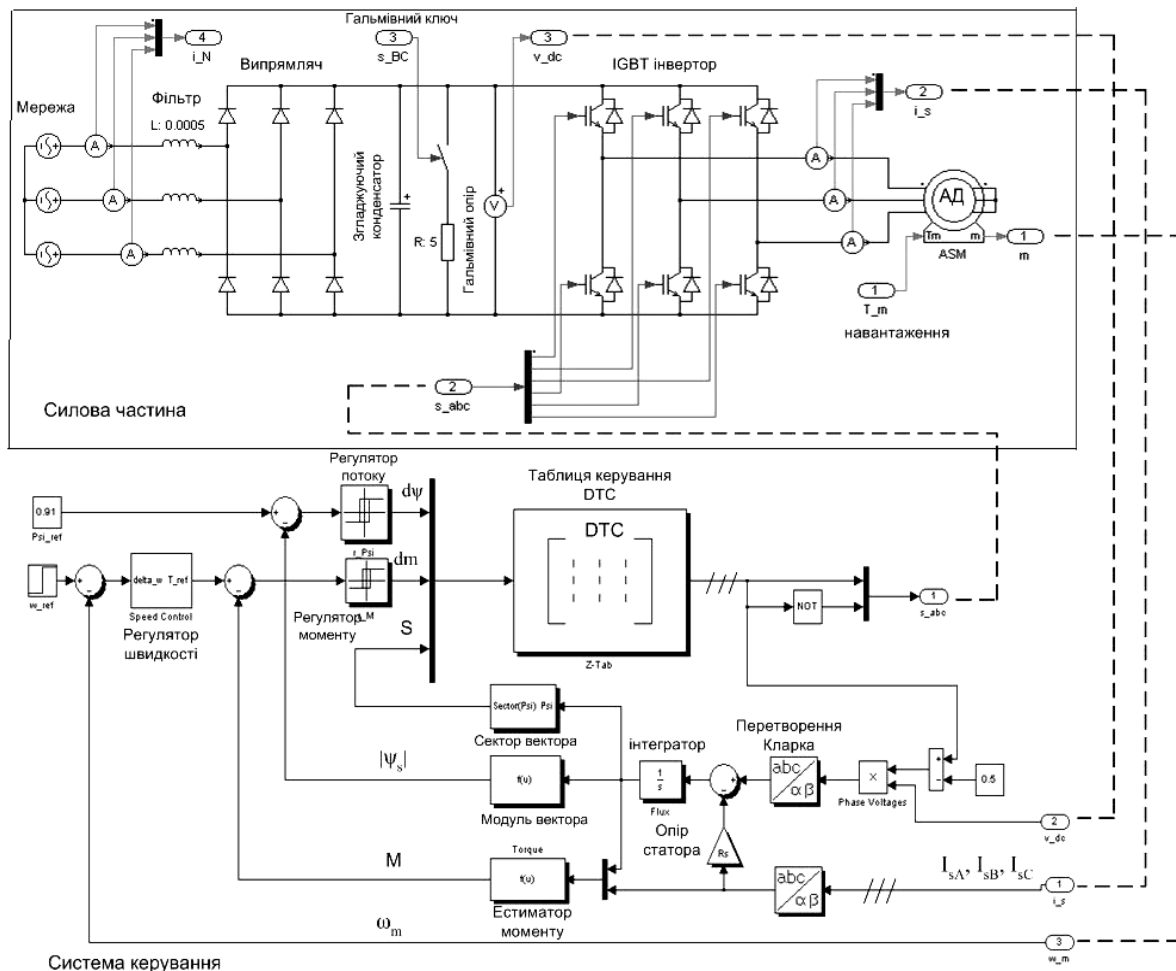 Гальмівний ключ
4
i_N
3
s_BC
3
v_dc
Випрямляч
IGBT інвертор
Мережа
Фільтр
L: 0.0005
2
i_s
A
A
A
Згладжуючий
конденсатор
R: 5
Гальмівний опір
V
A
A
A
АД
Tm
m
ASM
1
m
1
T_m
навантаження
2
s_abc
Силова частина
Регулятор
потоку
dψ
Таблиця керування
DTC
0.91
Psi_ref
r_Psi
dm
DTC
w_ref
delta_w T_ref
Speed Control
Регулятор
швидкості
Регулятор
моменту
_M
S
Z-Tab
NOT
1
s_abc
Sector(Psi) Psi
Сектор вектора
|ψs|
f(u)
Модуль вектора
інтегратор
1
s
Flux
Перетворення
Кларка
abc
αβ
×
Phase Voltages
0.5
Опір
статора
Rs
2
v_dc
M
Torque
f(u)
Естиматор
моменту
abc
αβ
IsA, IsB, IsC
1
i_s
ωm
3
w_m
Система керування